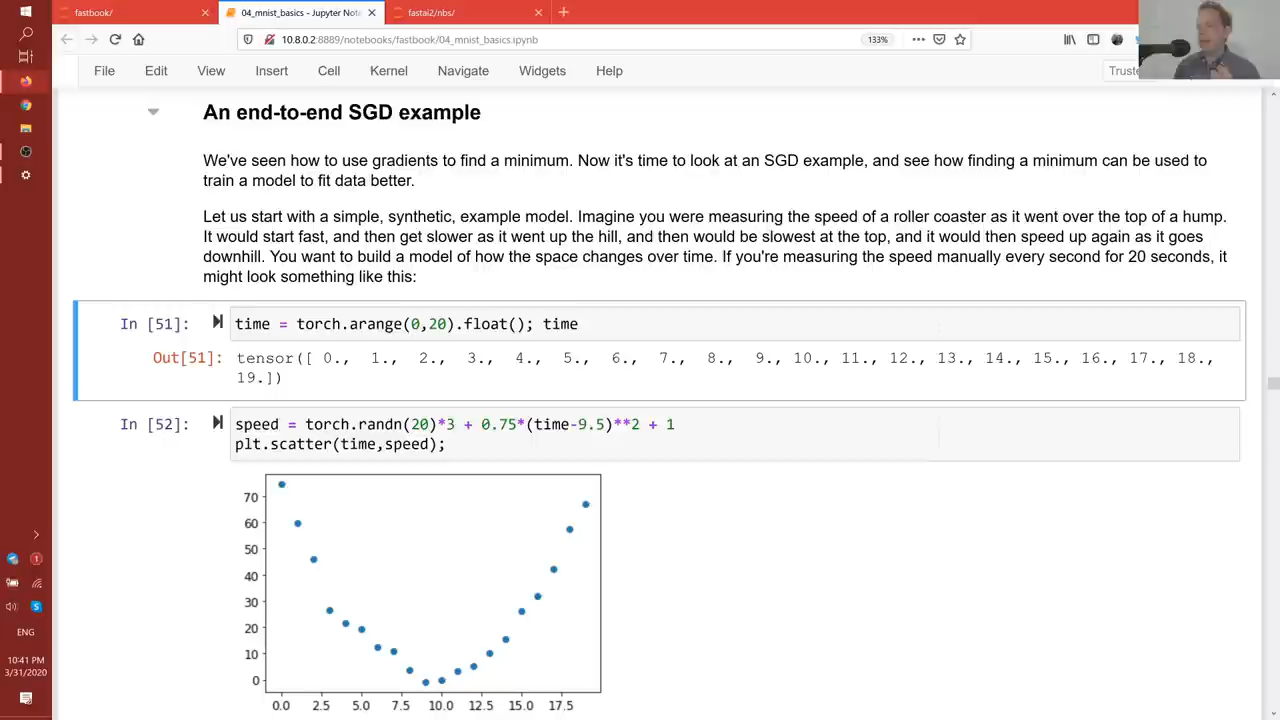 fastbook/
04_mnist_basics - Jupyter Not
fastai2/nbs/
10.8.0.2:8889/notebooks/fastbook/04_mnist_basics.ipynb
133%
File Edit View Insert Cell Kernel Navigate Widgets Help
Truste
An end-to-end SGD example
We've seen how to use gradients to find a minimum. Now it's time to look at an SGD example, and see how finding a minimum can be used to
train a model to fit data better.
Let us start with a simple, synthetic, example model. Imagine you were measuring the speed of a roller coaster as it went over the top of a hump.
It would start fast, and then get slower as it went up the hill, and then would be slowest at the top, and it would then speed up again as it goes
downhill. You want to build a model of how the space changes over time. If you're measuring the speed manually every second for 20 seconds, it
might look something like this:
In [51]: time = torch.arange(0,20).float(); time
Out[51]: tensor([ 0., 1., 2., 3., 4., 5., 6., 7., 8., 9., 10., 11., 12., 13., 14., 15., 16., 17., 18.,
19.])
In [52]: speed = torch.randn(20)*3 + 0.75*(time-9.5)**2 + 1
plt.scatter(time,speed);
70
60
50
40
30
20
10
0
0.0 2.5 5.0 7.5 10.0 12.5 15.0 17.5
1
ENG
10:41 PM
3/31/2020